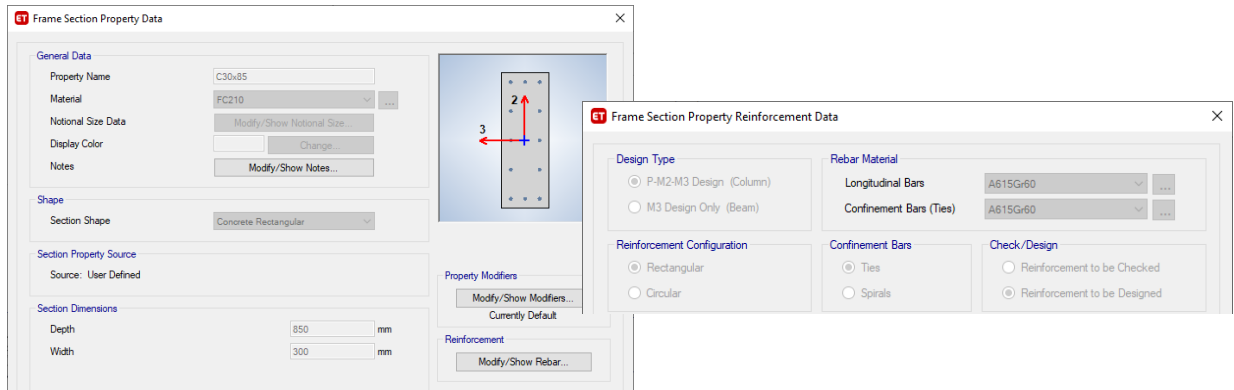 ET Frame Section Property Data
General Data
Property Name C30x85
Material FC210 ...
Notional Size Data Modify/Show Notional Size...
Display Color Change...
Notes Modify/Show Notes...
Shape
Section Shape Concrete Rectangular
Section Property Source
Source: User Defined
Section Dimensions
Depth 850 mm
Width 300 mm
2
3
Property Modifiers
Modify/Show Modifiers...
Currently Default
Reinforcement
Modify/Show Rebar...
ET Frame Section Property Reinforcement Data
Design Type
P-M2-M3 Design (Column)
M3 Design Only (Beam)
Rebar Material
Longitudinal Bars A615Gr60 ...
Confinement Bars (Ties) A615Gr60 ...
Reinforcement Configuration
Rectangular
Circular
Confinement Bars
Ties
Spirals
Check/Design
Reinforcement to be Checked
Reinforcement to be Designed